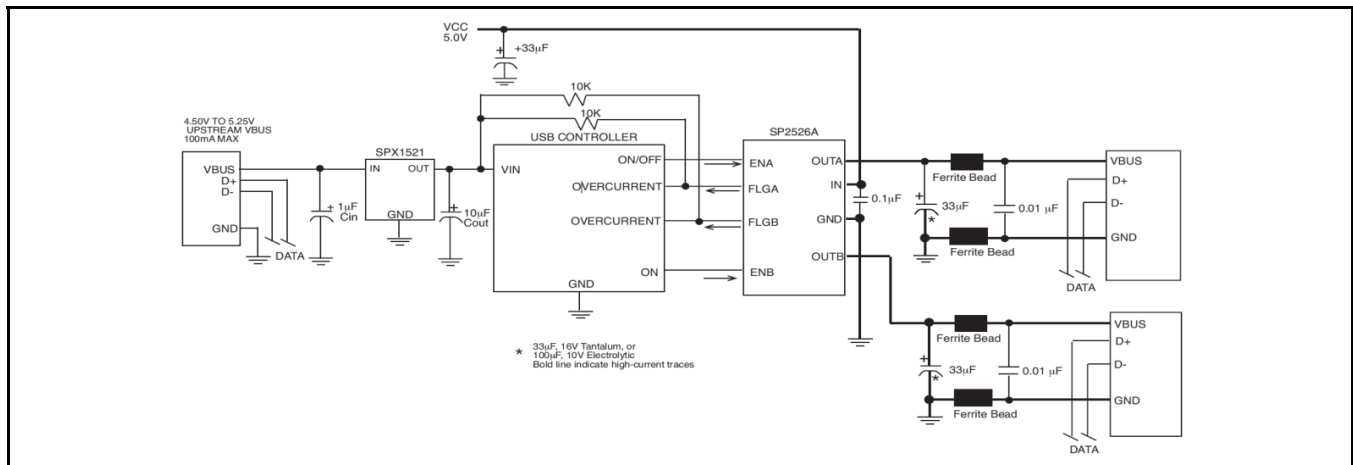 VCC
5.0V
+
+33µF
10K
10K
4.50V TO 5.25V
UPSTREAM VBUS
100mA MAX
USB CONTROLLER
SP2526A
SPX1521
VBUS
D+
D-
GND
DATA
+
1µF
Cin
IN
OUT
GND
+
10µF
Cout
VIN
ON/OFF
OVERCURRENT
OVERCURRENT
ON
GND
ENA
FLGA
FLGB
ENB
OUTA
IN
GND
OUTB
0.1µF
Ferrite Bead
+
33µF
*
0.01 µF
Ferrite Bead
VBUS
D+
D-
GND
DATA
Ferrite Bead
+
33µF
*
0.01 µF
Ferrite Bead
VBUS
D+
D-
GND
DATA
* 33µF, 16V Tantalum, or
100µF, 10V Electrolytic
Bold line indicate high-current traces